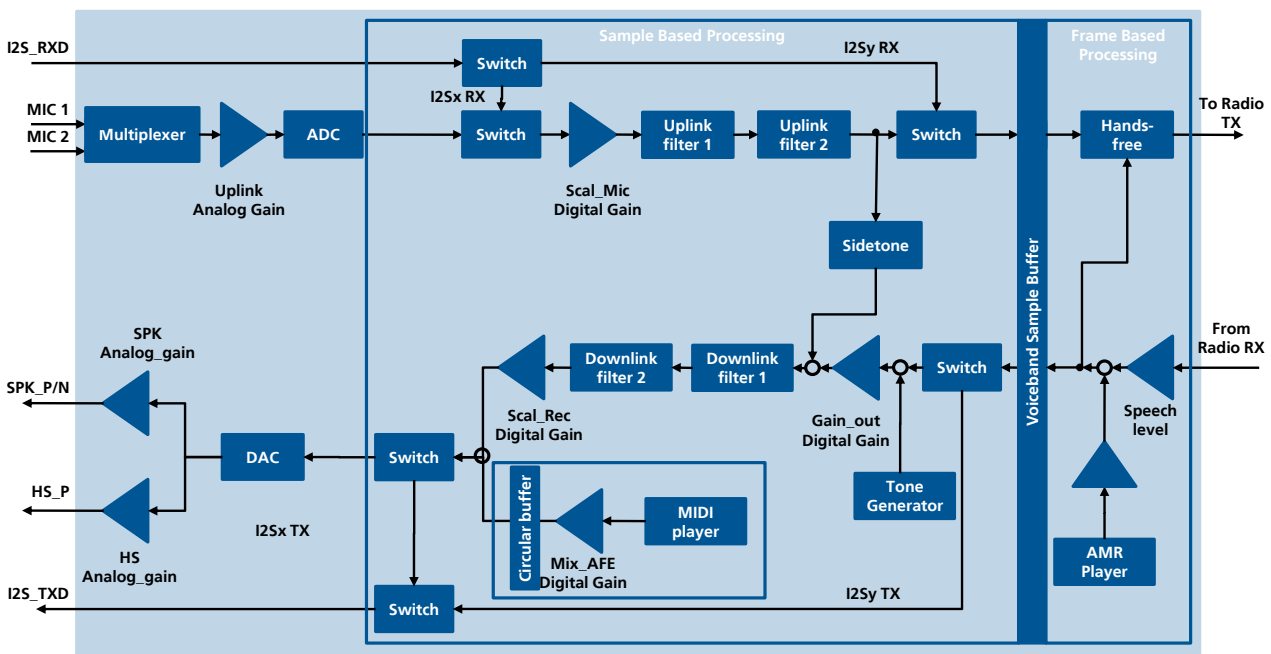 Sample Based Processing
Frame Based
Processing
I2S_RXD
Switch
I2Sy RX
I2Sx RX
MIC 1
MIC 2
Multiplexer
ADC
Switch
Uplink
filter 1
Uplink
filter 2
Switch
Hands-
free
To Radio
TX
Uplink
Analog Gain
Scal_Mic
Digital Gain
Sidetone
Voiceband Sample Buffer
SPK
Analog_gain
Downlink
filter 2
Downlink
filter 1
Switch
From
Radio RX
SPK_P/N
Scal_Rec
Digital Gain
Gain_out
Digital Gain
Speech
level
DAC
Switch
HS_P
Tone
Generator
Circular buffer
MIDI
player
I2Sx TX
HS
Analog_gain
Mix_AFE
Digital Gain
AMR
Player
I2S_TXD
Switch
I2Sy TX